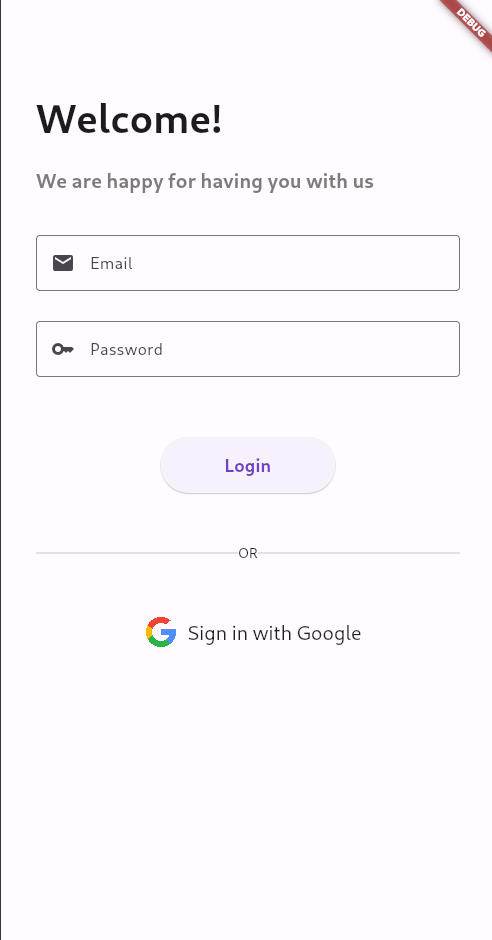 DEBUG
Welcome!
We are happy for having you with us
Email
Password
Login
OR
Sign in with Google